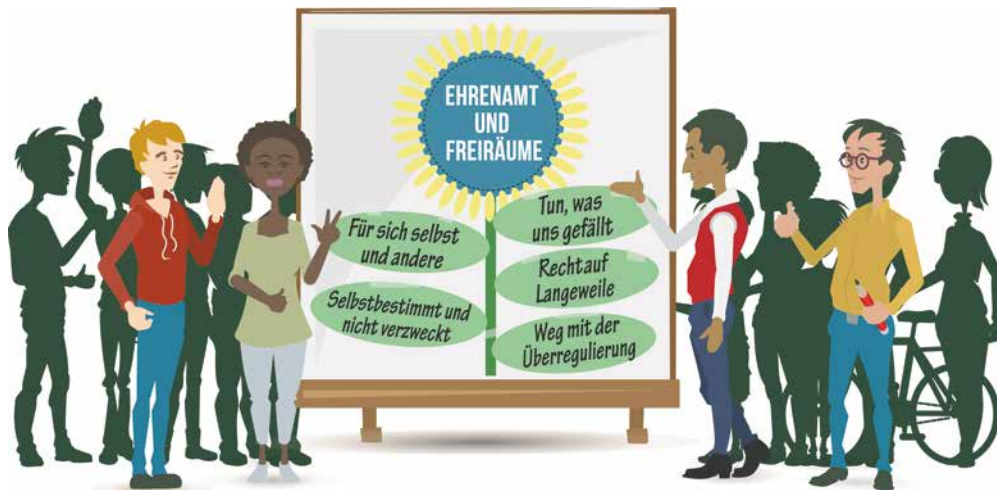 EHRENAMT
UND
FREIRÄUME
Für sich selbst
und andere
Selbstbestimmt und
nicht verzweckt
Tun, was
uns gefällt
Recht auf
Langeweile
Weg mit der
Überregulierung